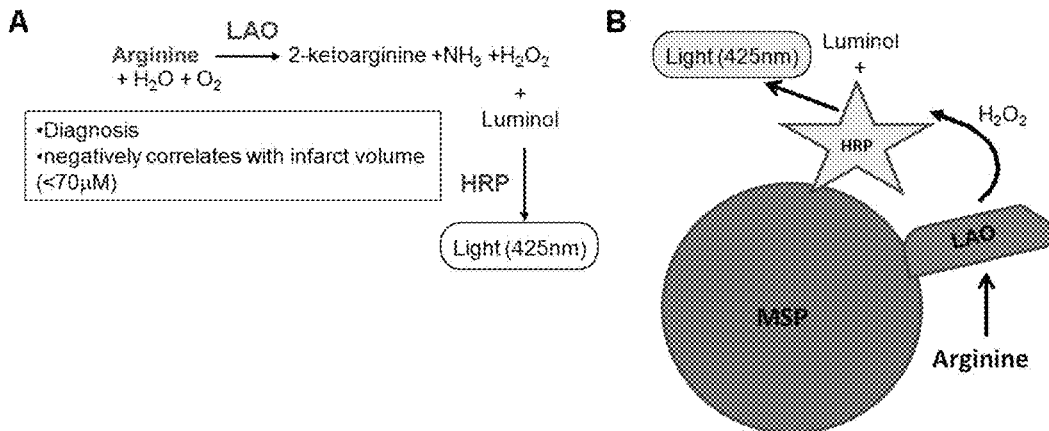 A
LAO
Arginine
+ H₂O + O₂
2-ketoarginine +NH₃ +H₂O₂
+
Luminol
•Diagnosis
•negatively correlates with infarct volume
(<70μM)
HRP
Light (425nm)
B
Luminol
+
Light (425nm)
H₂O₂
HRP
LAO
MSP
Arginine